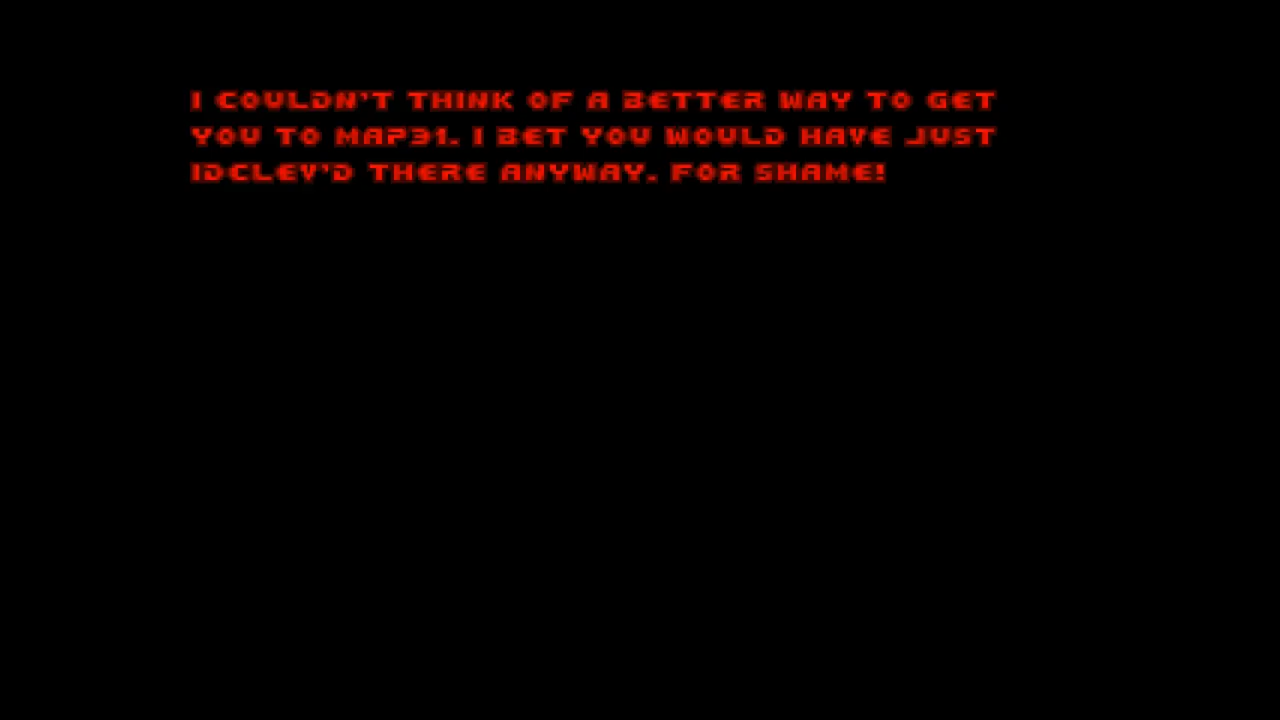 I COULDN'T THINK OF A BETTER WAY TO GET
YOU TO MAP31. I BET YOU WOULD HAVE JUST
IDCLEV'D THERE ANYWAY. FOR SHAME!